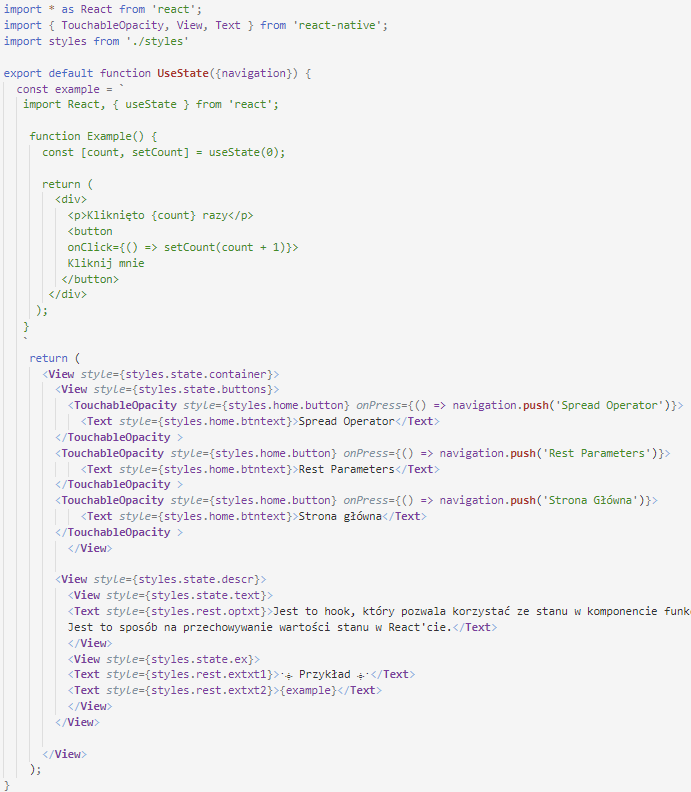 import * as React from 'react';
import { TouchableOpacity, View, Text } from 'react-native';
import styles from './styles'
export default function UseState({navigation}) {
const example = `
import React, { useState } from 'react';
function Example() {
const [count, setCount] = useState(0);
return (
<div>
<p>Kliknięto {count} razy</p>
<button
onClick={() => setCount(count + 1)}>
Kliknij mnie
</button>
</div>
);
}
`
return (
<View style={styles.state.container}>
<View style={styles.state.buttons}>
<TouchableOpacity style={styles.home.button} onPress={() => navigation.push('Spread Operator')}>
<Text style={styles.home.btntext}>Spread Operator</Text>
</TouchableOpacity >
<TouchableOpacity style={styles.home.button} onPress={() => navigation.push('Rest Parameters')}>
<Text style={styles.home.btntext}>Rest Parameters</Text>
</TouchableOpacity >
<TouchableOpacity style={styles.home.button} onPress={() => navigation.push('Strona Główna')}>
<Text style={styles.home.btntext}>Strona główna</Text>
</TouchableOpacity >
</View>
<View style={styles.state.descr}>
<View style={styles.state.text}>
<Text style={styles.rest.optxt}>Jest to hook, który pozwala korzystać ze stanu w komponencie
Jest to sposób na przechowywanie wartości stanu w React'cie.</Text>
</View>
<View style={styles.state.ex}>
<Text style={styles.rest.extxt1}> Przykład </Text>
<Text style={styles.rest.extxt2}>{example}</Text>
</View>
</View>
</View>
);
}